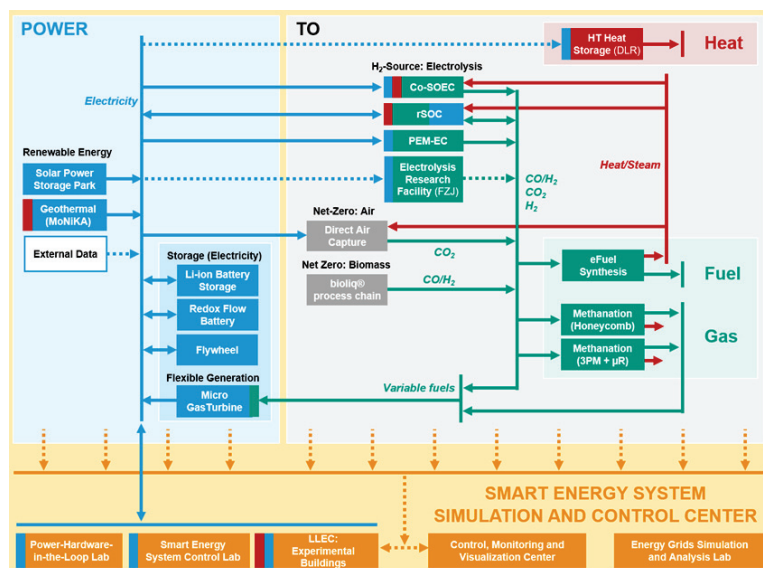 POWER
TO
HT Heat
Storage (DLR)
Heat
H₂-Source: Electrolysis
Co-SOEC
Electricity
rSOC
PEM-EC
Renewable Energy
Solar Power
Storage Park
Electrolysis
Research
Facility (FZJ)
Heat/Steam
CO/H₂
CO₂
H₂
Geothermal
(MoNiKA)
Net-Zero: Air
Direct Air
Capture
CO₂
External Data
Storage (Electricity)
Li-ion Battery
Storage
Net Zero: Biomass
bioliq®
process chain
CO/H₂
eFuel
Synthesis
Fuel
Redox Flow
Battery
Methanation
(Honeycomb)
Gas
Flywheel
Methanation
(3PM + µR)
Flexible Generation
Micro
GasTurbine
Variable fuels
SMART ENERGY SYSTEM
SIMULATION AND CONTROL CENTER
Power-Hardware-
in-the-Loop Lab
Smart Energy
System Control Lab
LLEC:
Experimental
Buildings
Control, Monitoring and
Visualization Center
Energy Grids Simulation
and Analysis Lab